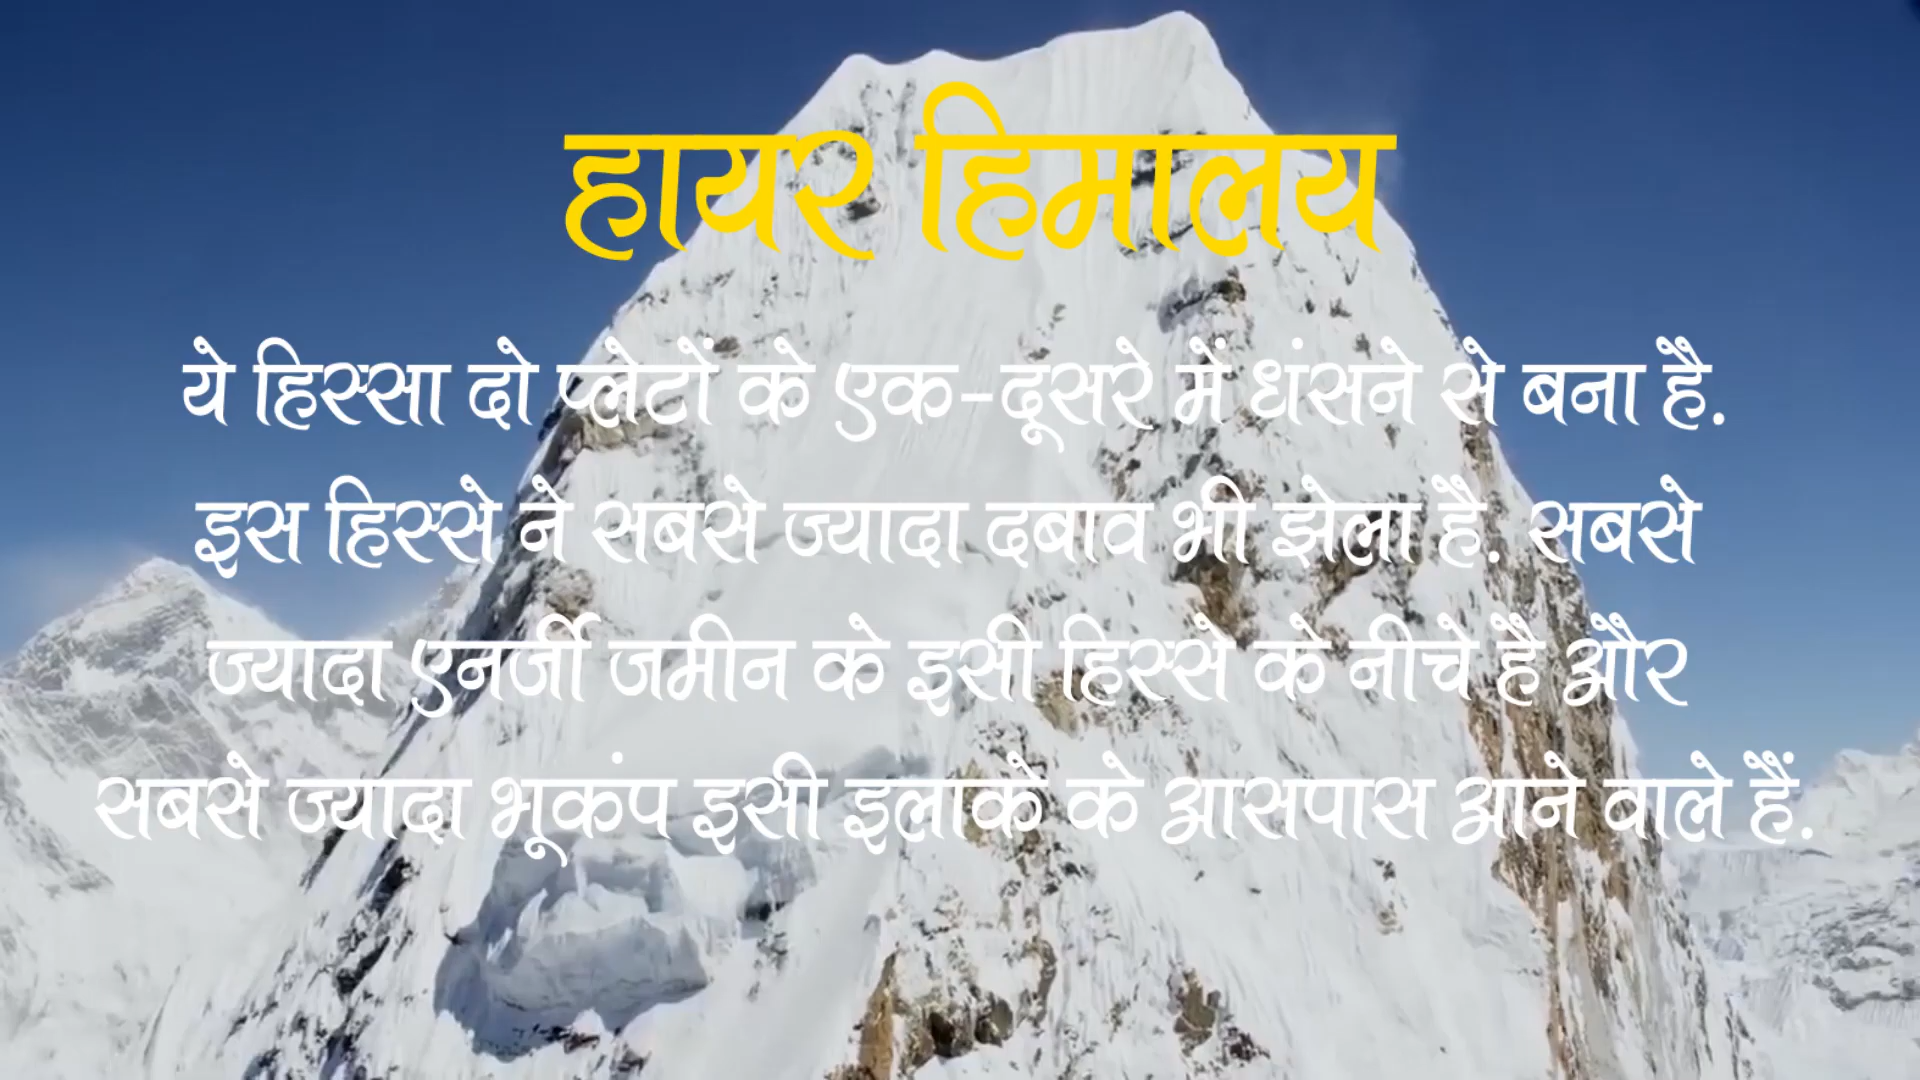 हायर हिमालय
ये हिस्सा दो प्लेटों के एक-दूसरे में धंसने से बना है.
इस हिस्से ने सबसे ज्यादा दबाव भी झेला है. सबसे
ज्यादा एनर्जी जमीन के इसी हिस्से के नीचे है और
सबसे ज्यादा भूकंप इसी इलाके के आसपास आने वाले हैं.